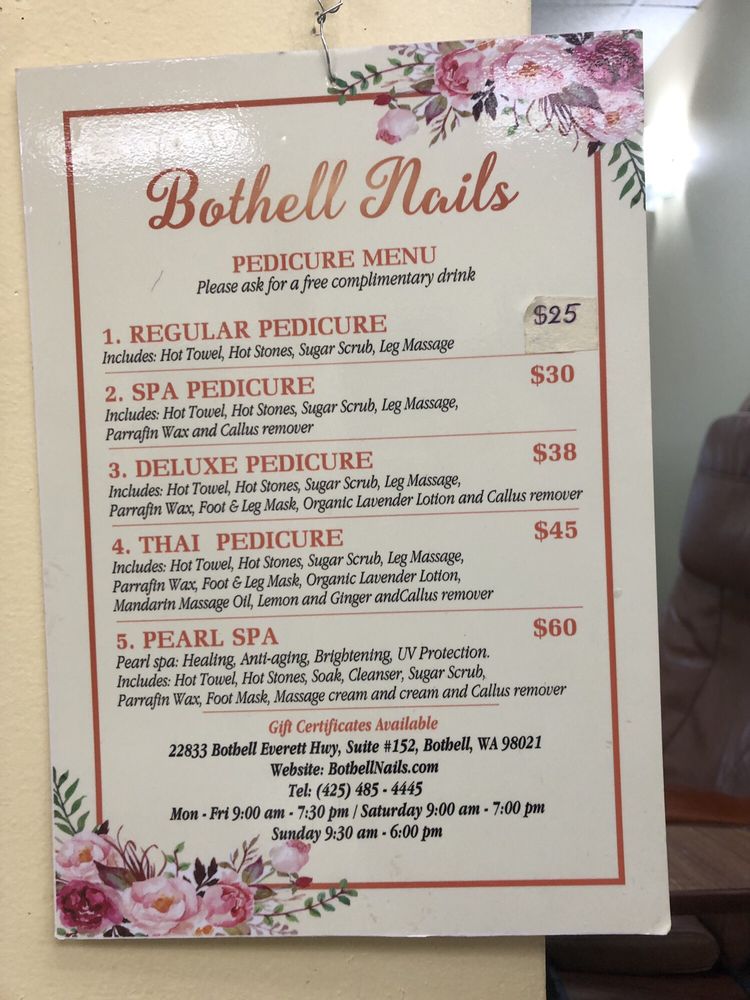 Bothell Nails
PEDICURE MENU
Please ask for a free complimentary drink
1. REGULAR PEDICURE $25
Includes: Hot Towel, Hot Stones, Sugar Scrub, Leg Massage
2. SPA PEDICURE $30
Includes: Hot Towel, Hot Stones, Sugar Scrub, Leg Massage,
Parrafin Wax and Callus remover
3. DELUXE PEDICURE $38
Includes: Hot Towel, Hot Stones, Sugar Scrub, Leg Massage,
Parrafin Wax, Foot & Leg Mask, Organic Lavender Lotion and Callus remover
4. THAI PEDICURE $45
Includes: Hot Towel, Hot Stones, Sugar Scrub, Leg Massage,
Parrafin Wax, Foot & Leg Mask, Organic Lavender Lotion,
Mandarin Massage Oil, Lemon and Ginger andCallus remover
5. PEARL SPA $60
Pearl spa: Healing, Anti-aging, Brightening, UV Protection.
Includes: Hot Towel, Hot Stones, Soak, Cleanser, Sugar Scrub,
Parrafin Wax, Foot Mask, Massage cream and cream and Callus remover
Gift Certificates Available
22833 Bothell Everett Hwy, Suite #152, Bothell, WA 98021
Website: BothellNails.com
Tel: (425) 485 - 4445
Mon - Fri 9:00 am - 7:30 pm / Saturday 9:00 am - 7:00 pm
Sunday 9:30 am - 6:00 pm